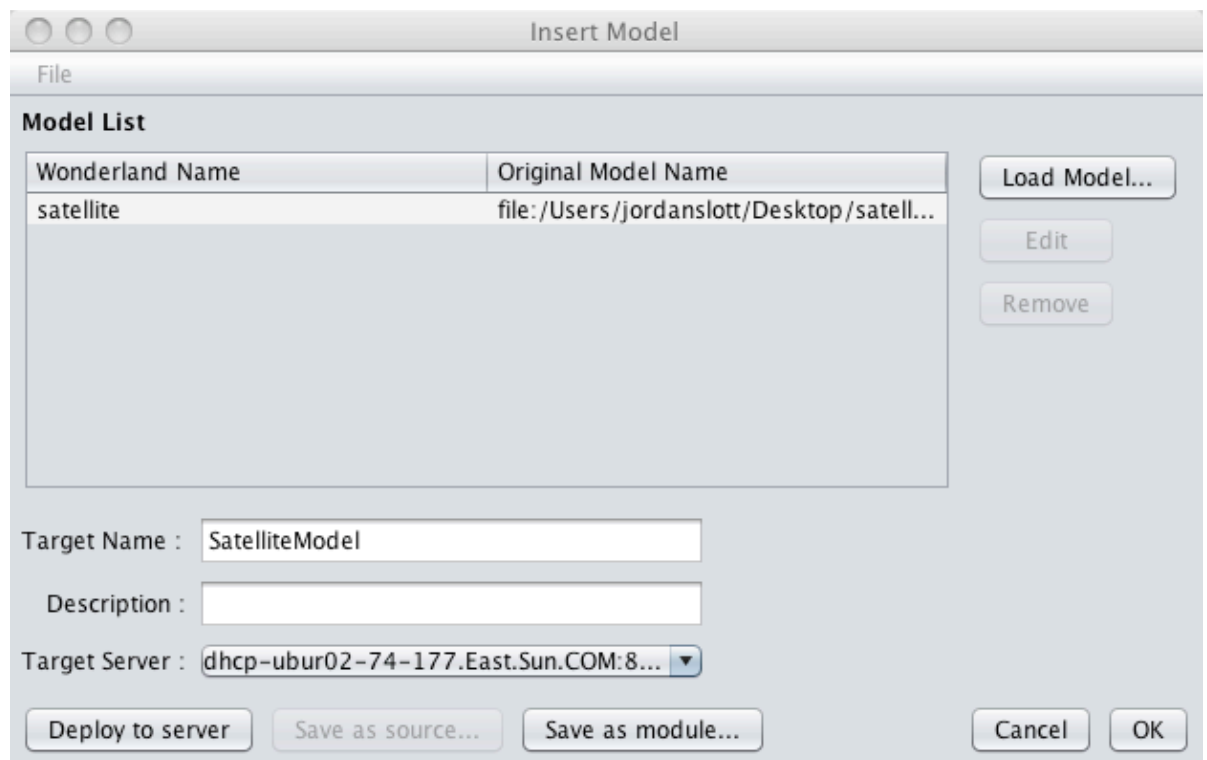 Insert Model
File
Model List
Wonderland Name Original Model Name
Load Model...
satellite file:/Users/jordanslott/Desktop/satell...
Edit
Remove
Target Name : SatelliteModel
Description :
Target Server : dhcp-ubur02-74-177.East.Sun.COM:8...
Deploy to server Save as source... Save as module... Cancel OK